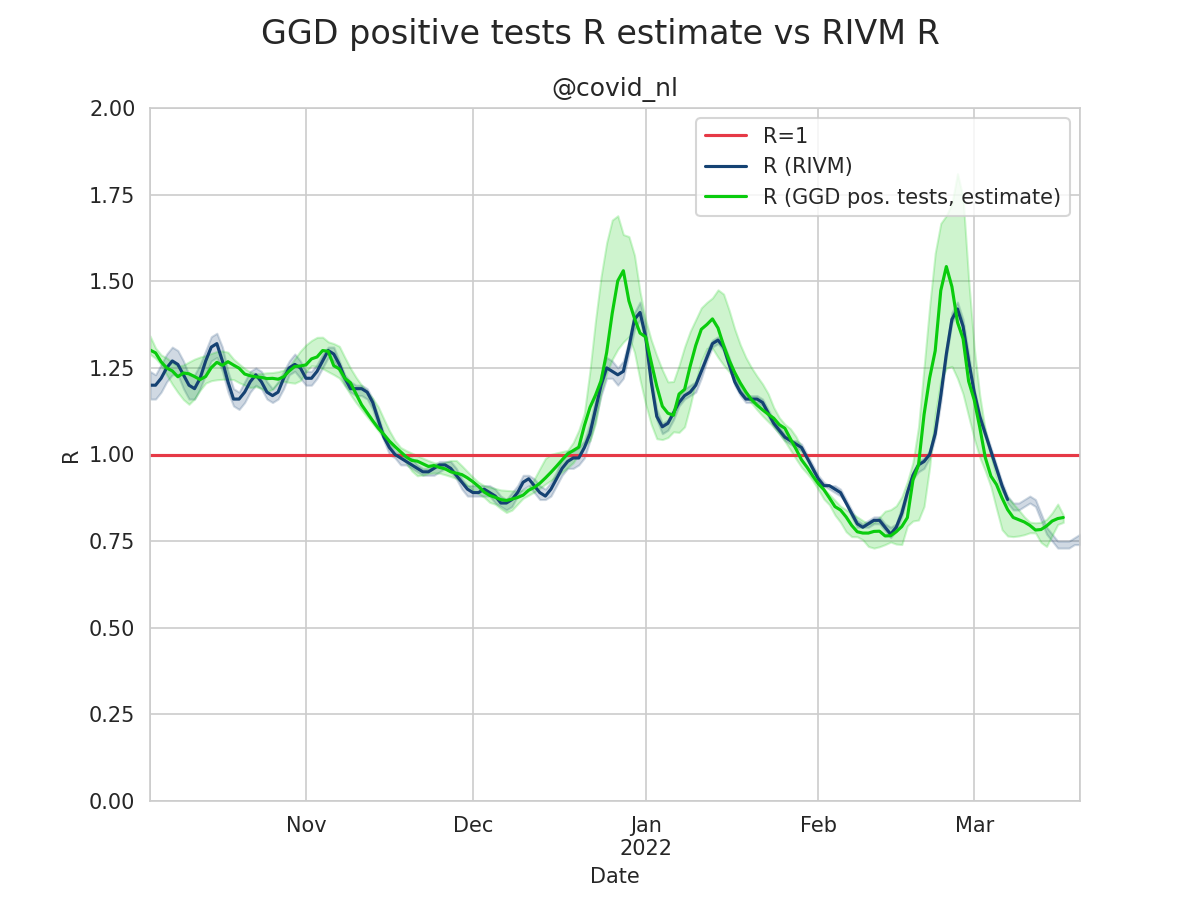 GGD positive tests R estimate vs RIVM R
@covid_nl
2.00
1.75
1.50
1.25
1.00
0.75
0.50
0.25
0.00
R
R=1
R (RIVM)
R (GGD pos. tests, estimate)
Nov
Dec
Jan
2022
Feb
Mar
Date